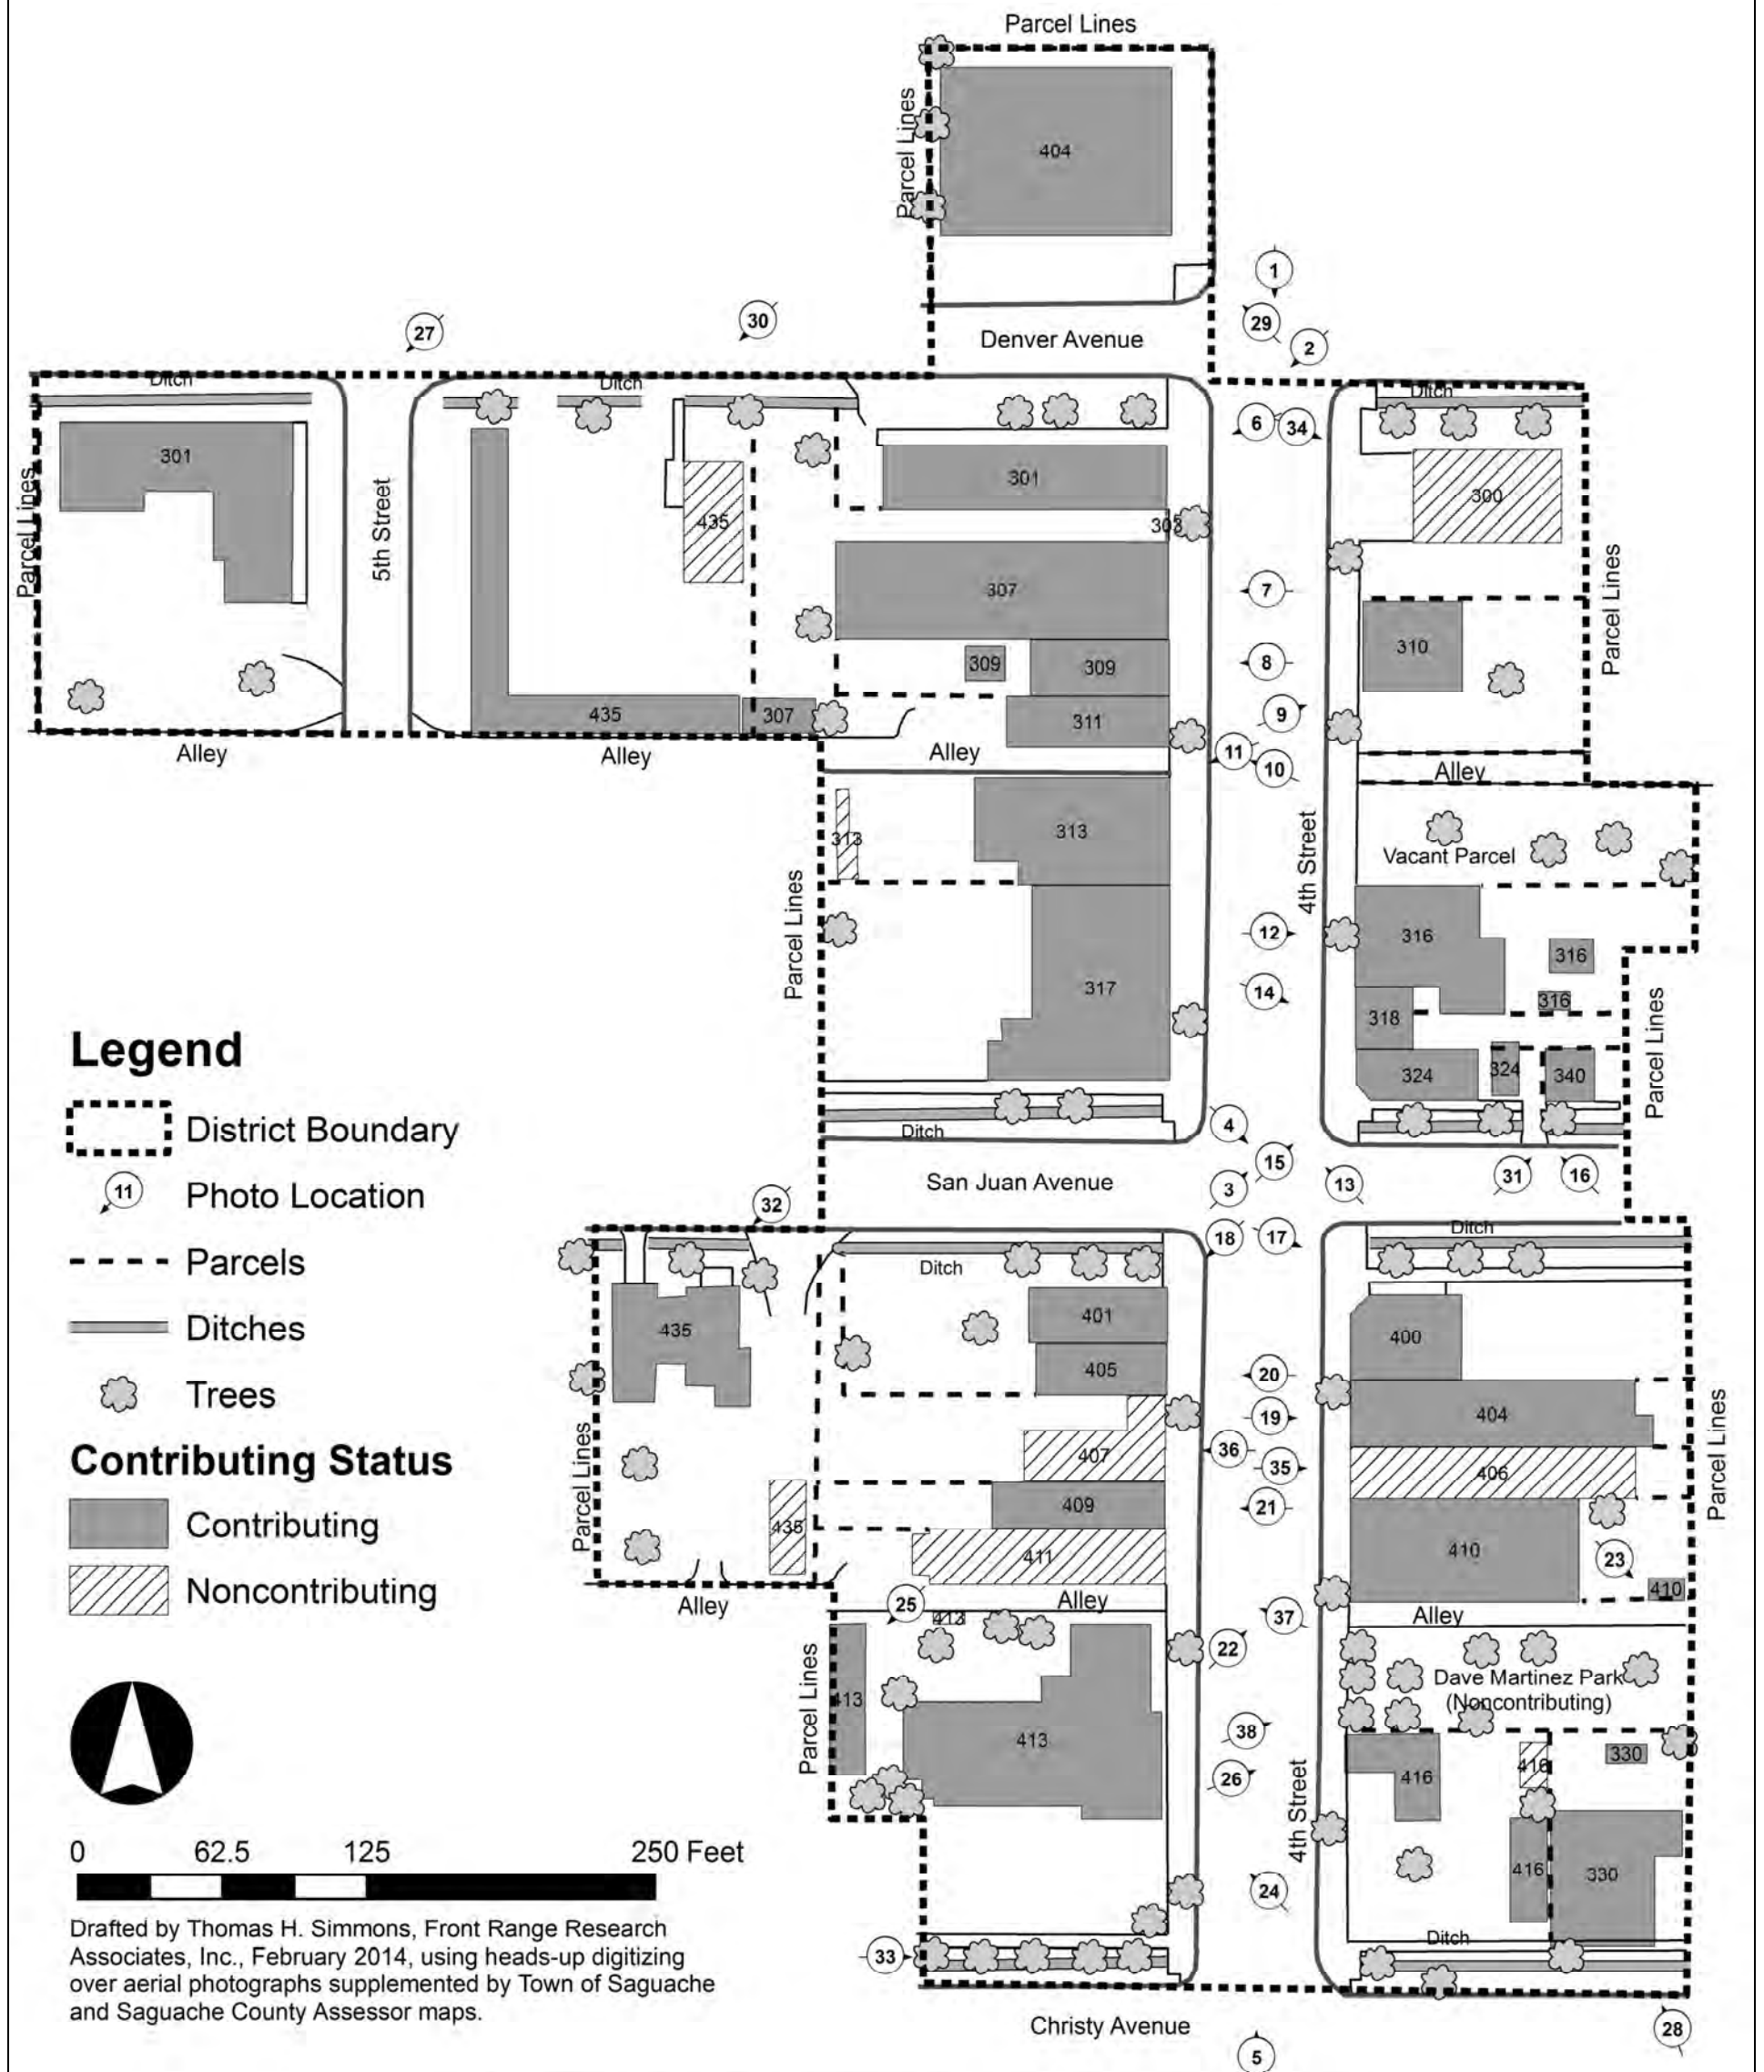 Parcel Lines
Parcel Lines
404
1
29
2
Denver Avenue
27
30
Ditch
Ditch
Ditch
6
34
301
301
300
435
303
5th Street
Parcel Lines
307
7
Parcel Lines
310
309
309
8
435
307
311
9
11
10
Alley
Alley
Alley
Alley
313
313
4th Street
Vacant Parcel
Parcel Lines
12
316
316
317
14
316
318
Parcel Lines
324
324
340
Ditch
4
15
San Juan Avenue
3
13
31
16
32
18
17
Ditch
Ditch
401
435
400
405
20
404
19
Parcel Lines
407
36
35
406
Parcel Lines
409
21
435
411
410
23
410
Alley
25
Alley
37
Alley
413
22
Dave Martinez Park
(Noncontributing)
Parcel Lines
413
413
38
330
416
416
26
4th Street
416
330
24
Ditch
33
Christy Avenue
28
5
Legend
District Boundary
11
Photo Location
Parcels
Ditches
Trees
Contributing Status
Contributing
Noncontributing
0 62.5 125 250 Feet
Drafted by Thomas H. Simmons, Front Range Research
Associates, Inc., February 2014, using heads-up digitizing
over aerial photographs supplemented by Town of Saguache
and Saguache County Assessor maps.